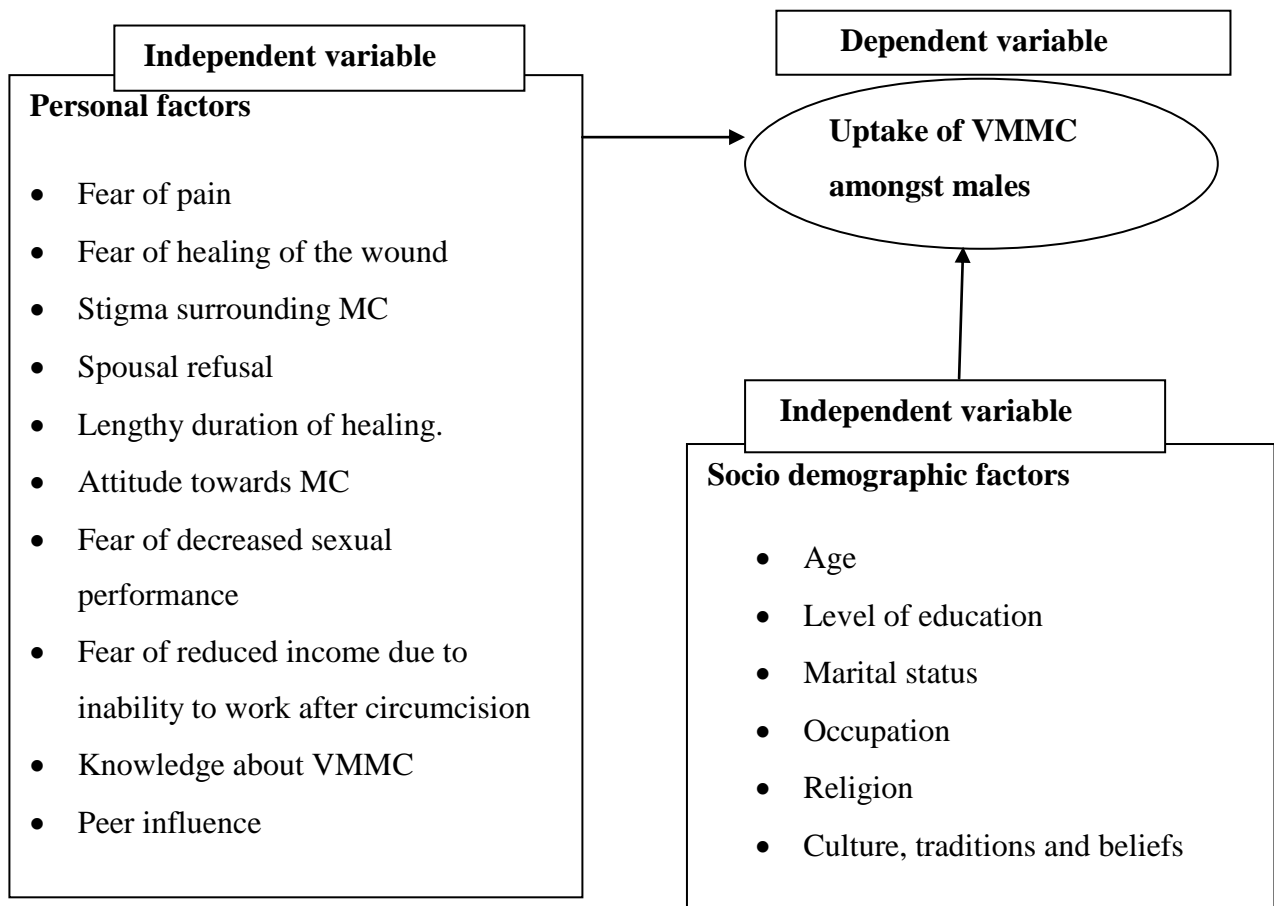 Independent variable
Personal factors
• Fear of pain
• Fear of healing of the wound
• Stigma surrounding MC
• Spousal refusal
• Lengthy duration of healing.
• Attitude towards MC
• Fear of decreased sexual
performance
• Fear of reduced income due to
inability to work after circumcision
• Knowledge about VMMC
• Peer influence
Dependent variable
Uptake of VMMC
amongst males
Independent variable
Socio demographic factors
• Age
• Level of education
• Marital status
• Occupation
• Religion
• Culture, traditions and beliefs